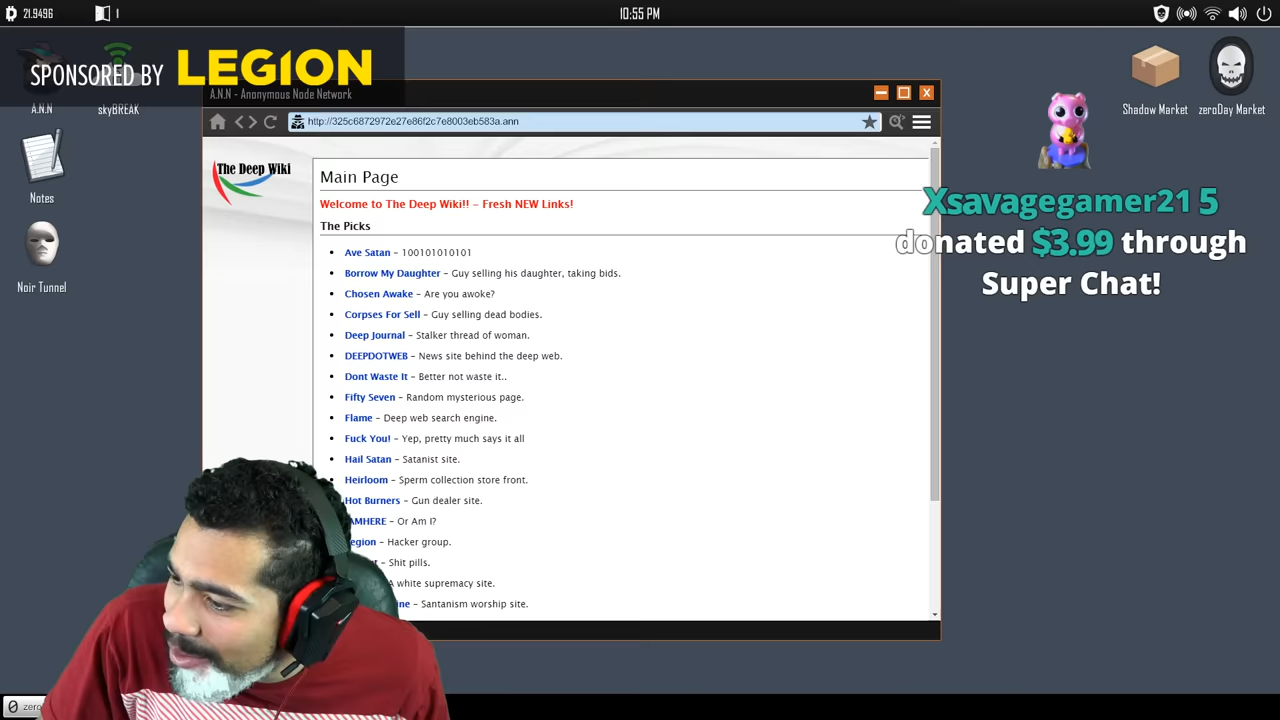 21.9496
1
10:55 PM
SPONSORED BY LEGION
A.N.N
skyBREAK
Notes
Noir Tunnel
Shadow Market
zeroDay Market
A.N.N - Anonymous Node Network
http://325c6872972e27e86f2c7e8003eb583a.ann
The Deep Wiki
Main Page
Welcome to The Deep Wiki!! – Fresh NEW Links!
The Picks
Ave Satan – 100101010101
Borrow My Daughter – Guy selling his daughter, taking bids.
Chosen Awake – Are you awoke?
Corpses For Sell – Guy selling dead bodies.
Deep Journal – Stalker thread of woman.
DEEPDOTWEB – News site behind the deep web.
Dont Waste It – Better not waste it..
Fifty Seven – Random mysterious page.
Flame – Deep web search engine.
Fuck You! – Yep, pretty much says it all
Hail Satan – Satanist site.
Heirloom – Sperm collection store front.
Hot Burners – Gun dealer site.
AMHERE – Or Am I?
egion – Hacker group.
– Shit pills.
A white supremacy site.
ne – Santanism worship site.
Xsavagegamer21 5
donated $3.99 through
Super Chat!
zero